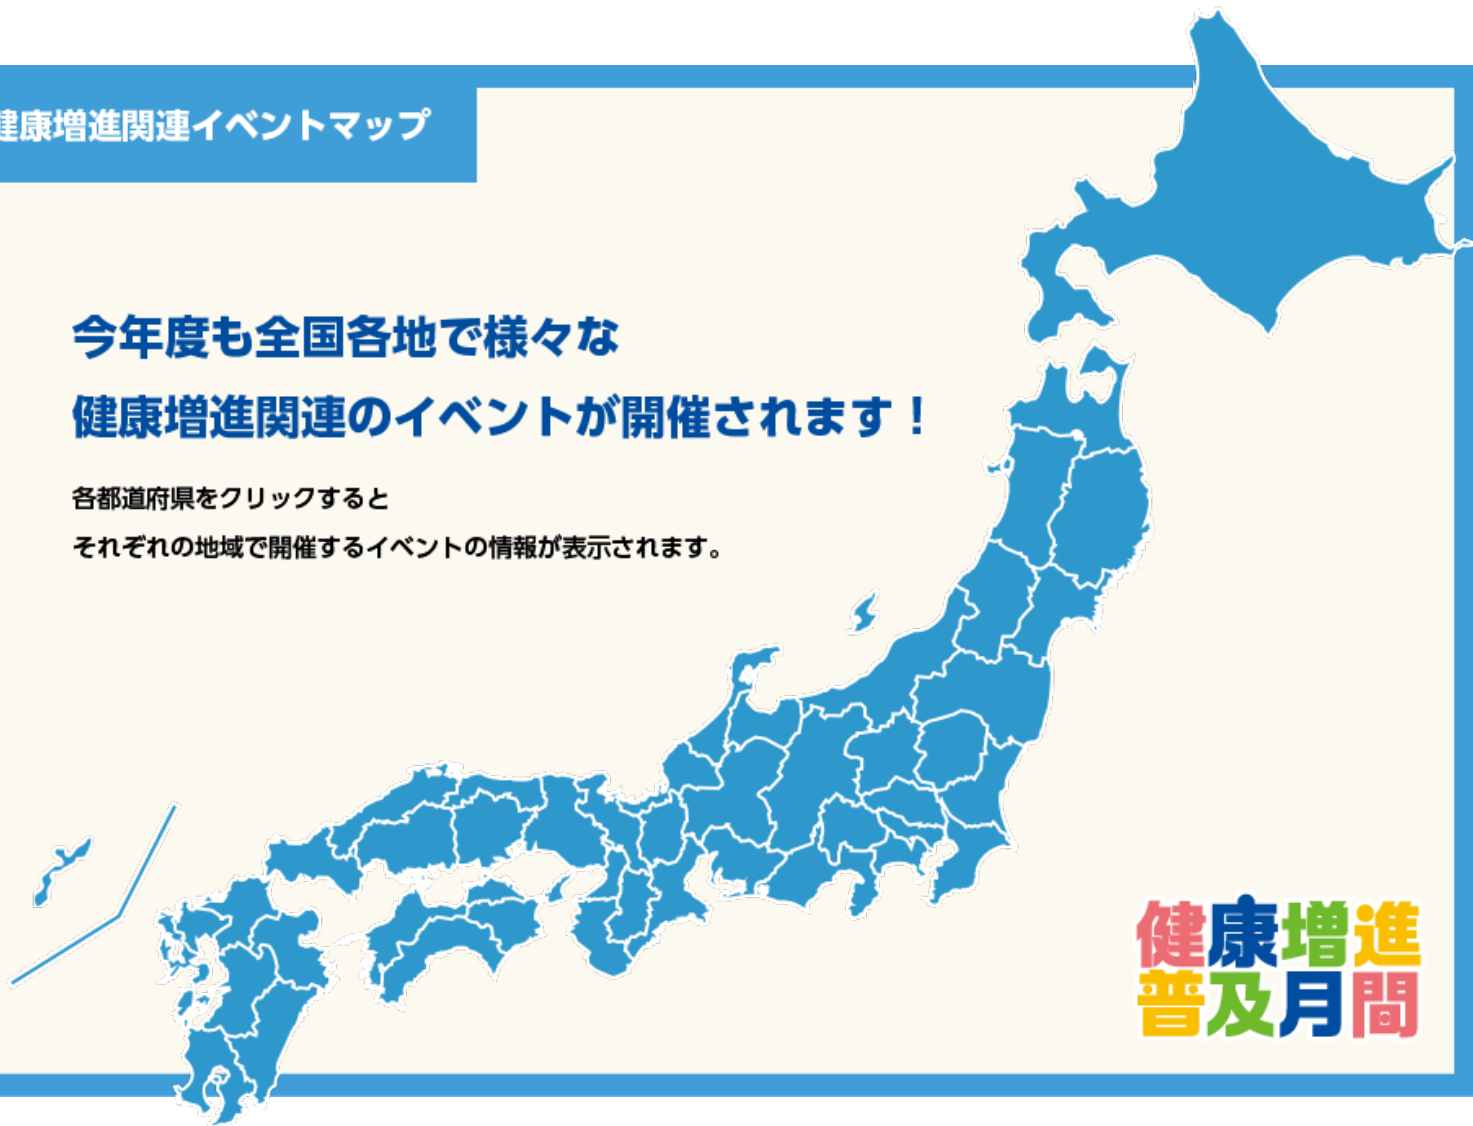 健康増進関連イベントマップ
今年度も全国各地で様々な
健康増進関連のイベントが開催されます！
各都道府県をクリックすると
それぞれの地域で開催するイベントの情報が表示されます。
健康増進
普及月間